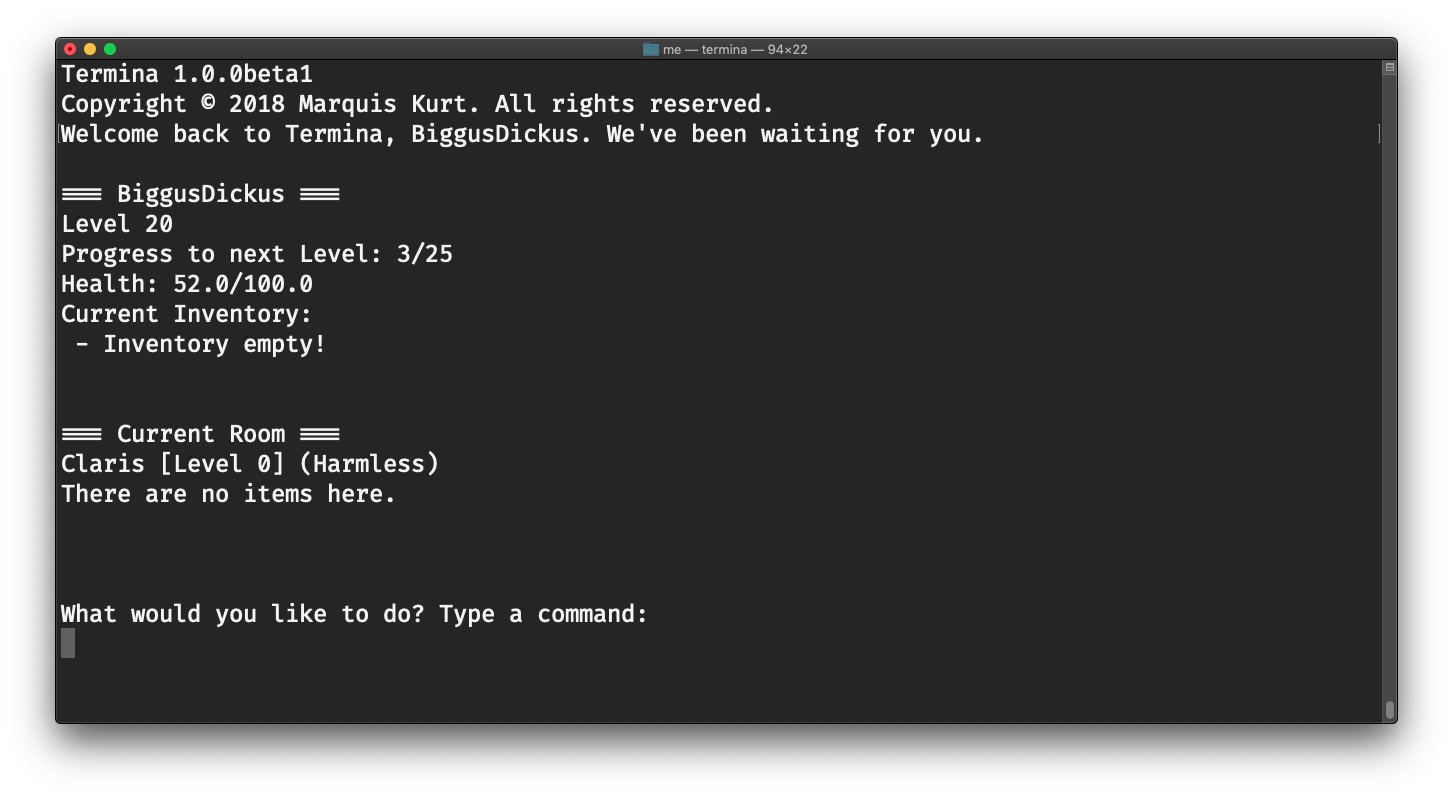 me — termina — 94×22
Termina 1.0.0beta1
Copyright © 2018 Marquis Kurt. All rights reserved.
Welcome back to Termina, BiggusDickus. We've been waiting for you.
=== BiggusDickus ===
Level 20
Progress to next Level: 3/25
Health: 52.0/100.0
Current Inventory:
- Inventory empty!
=== Current Room ===
Claris [Level 0] (Harmless)
There are no items here.
What would you like to do? Type a command: